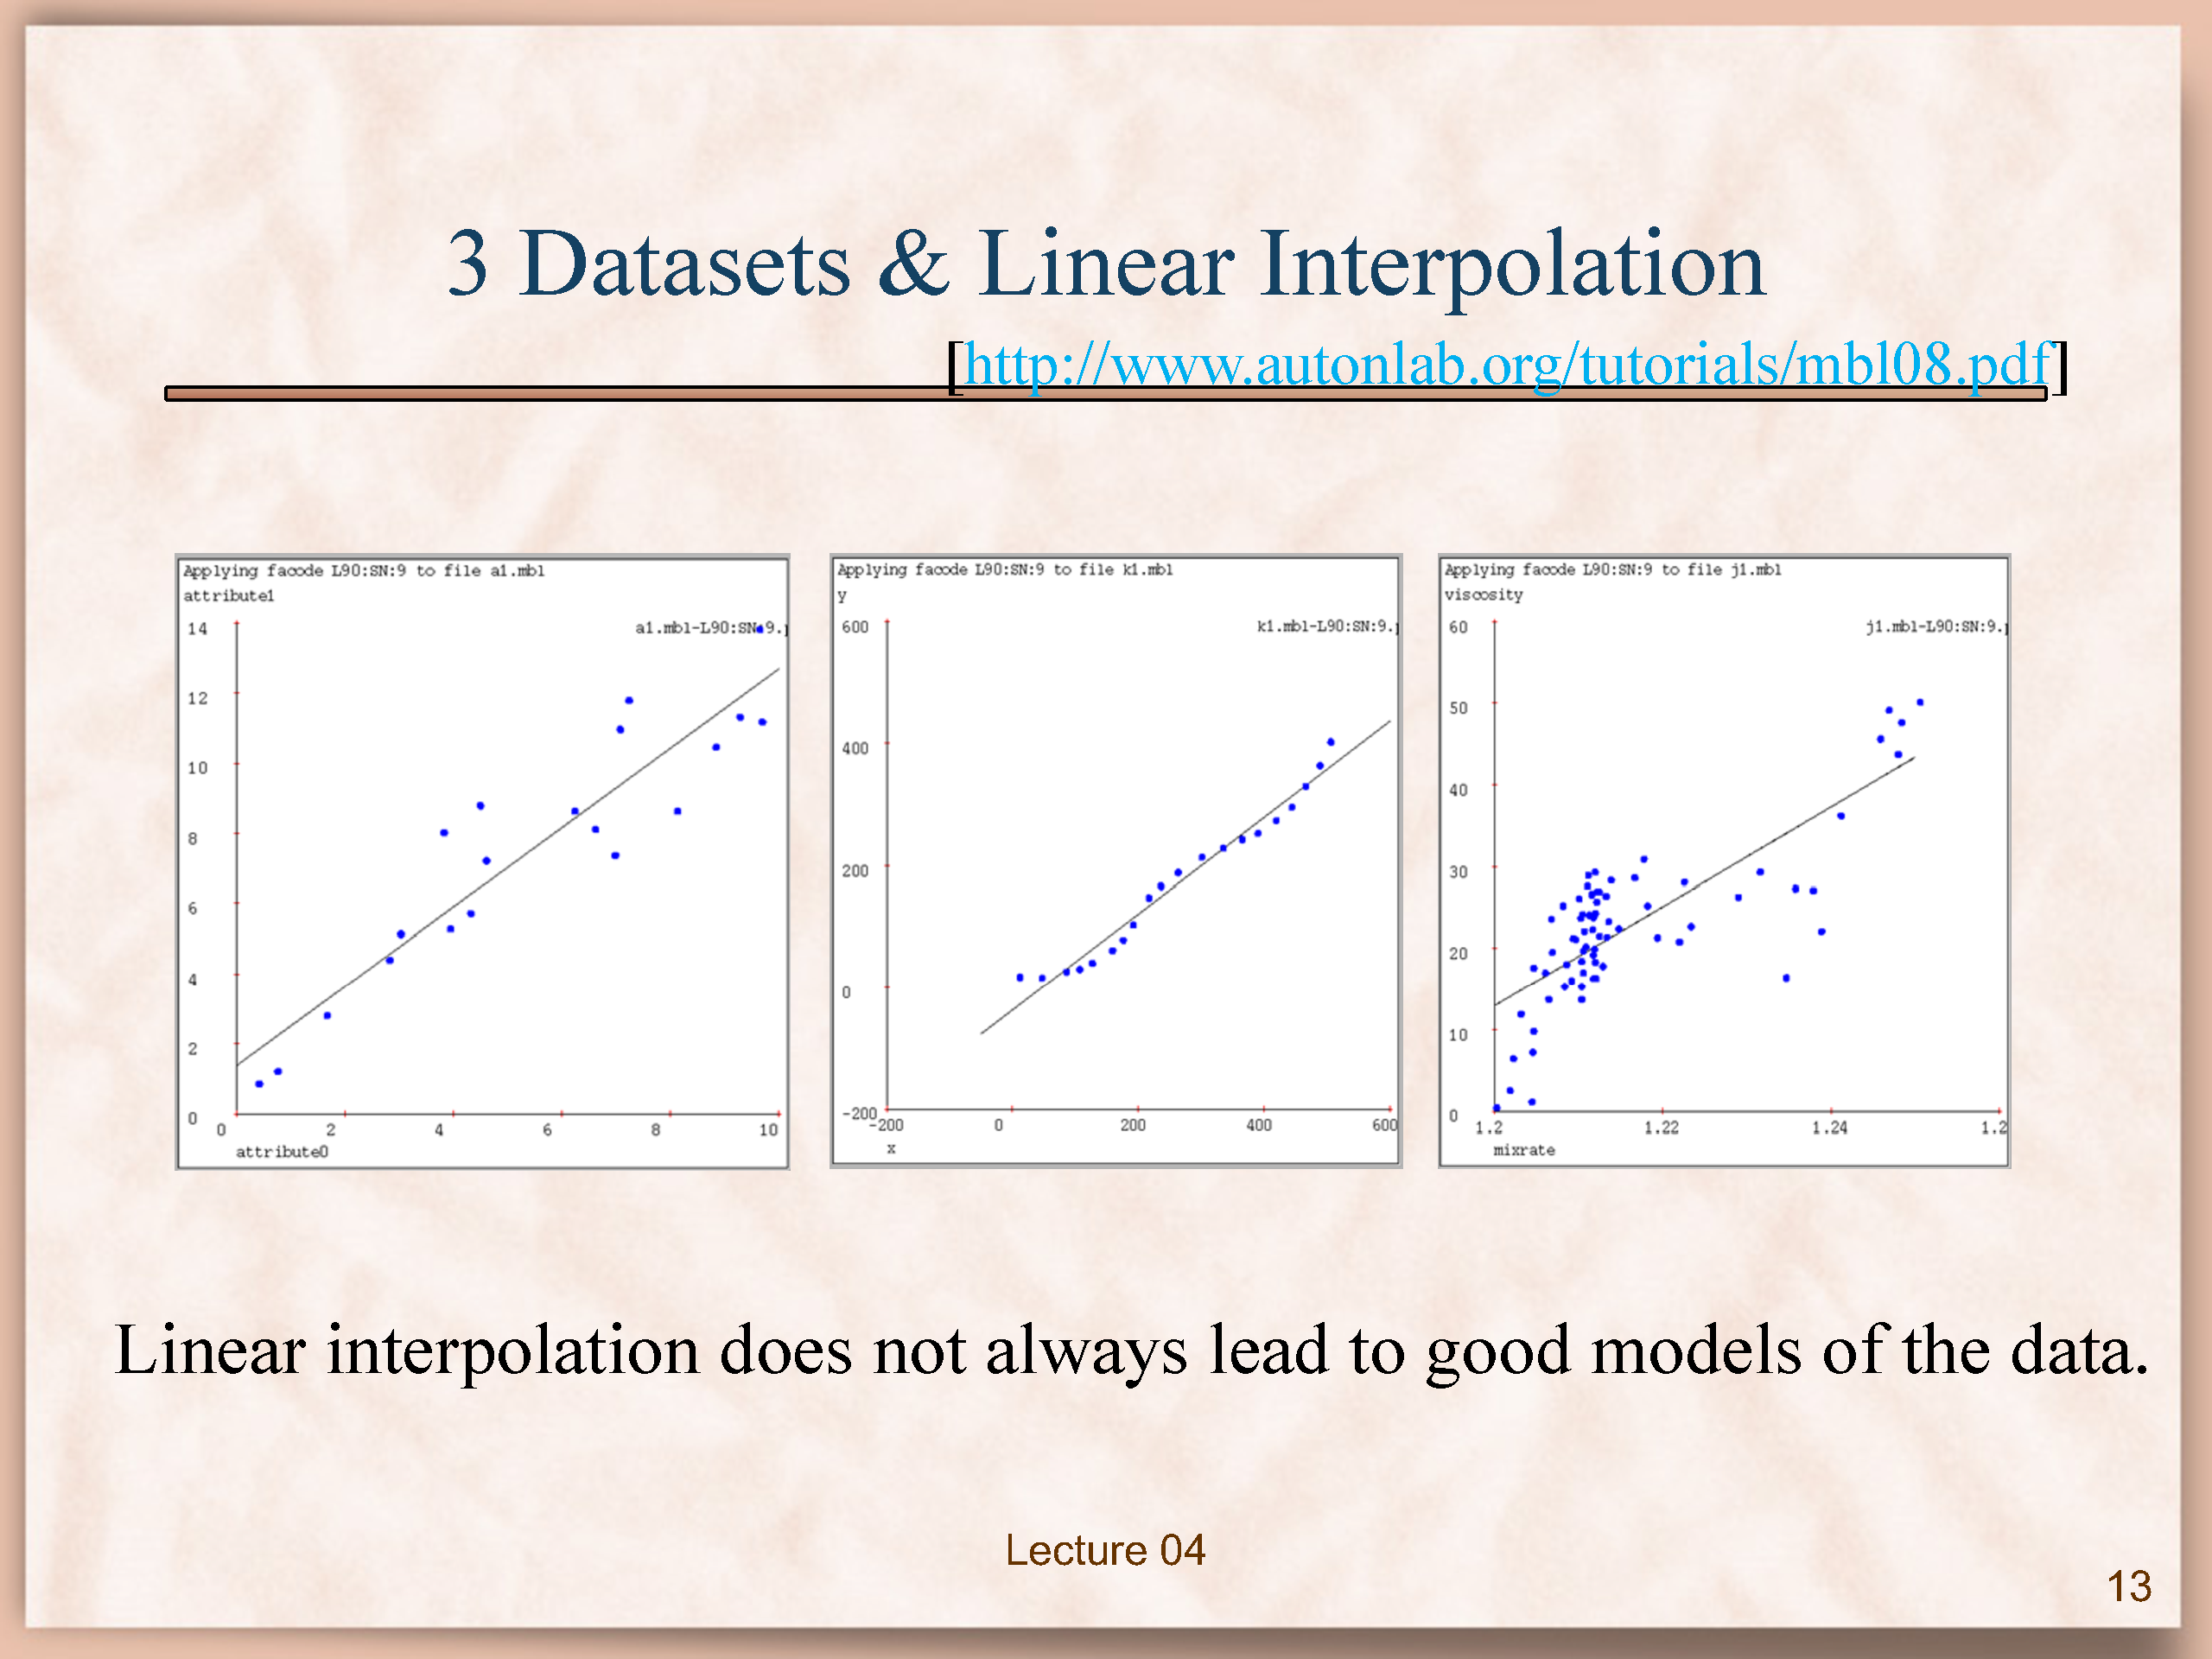 3 Datasets & Linear Interpolation
[http://www.autonlab.org/tutorials/mbl08.pdf]
Applying facode L90:SN:9 to file a1.mbl
attribute1
a1.mbl-L90:SN:9.p
14
12
10
8
6
4
2
0
0 2 4 6 8 10
attribute0
Applying facode L90:SN:9 to file k1.mbl
y
k1.mbl-L90:SN:9.p
600
400
200
0
-200
-200 0 200 400 600
x
Applying facode L90:SN:9 to file j1.mbl
viscosity
j1.mbl-L90:SN:9.p
60
50
40
30
20
10
0
1.2 1.22 1.24 1.2
mixrate
Linear interpolation does not always lead to good models of the data.
Lecture 04
13